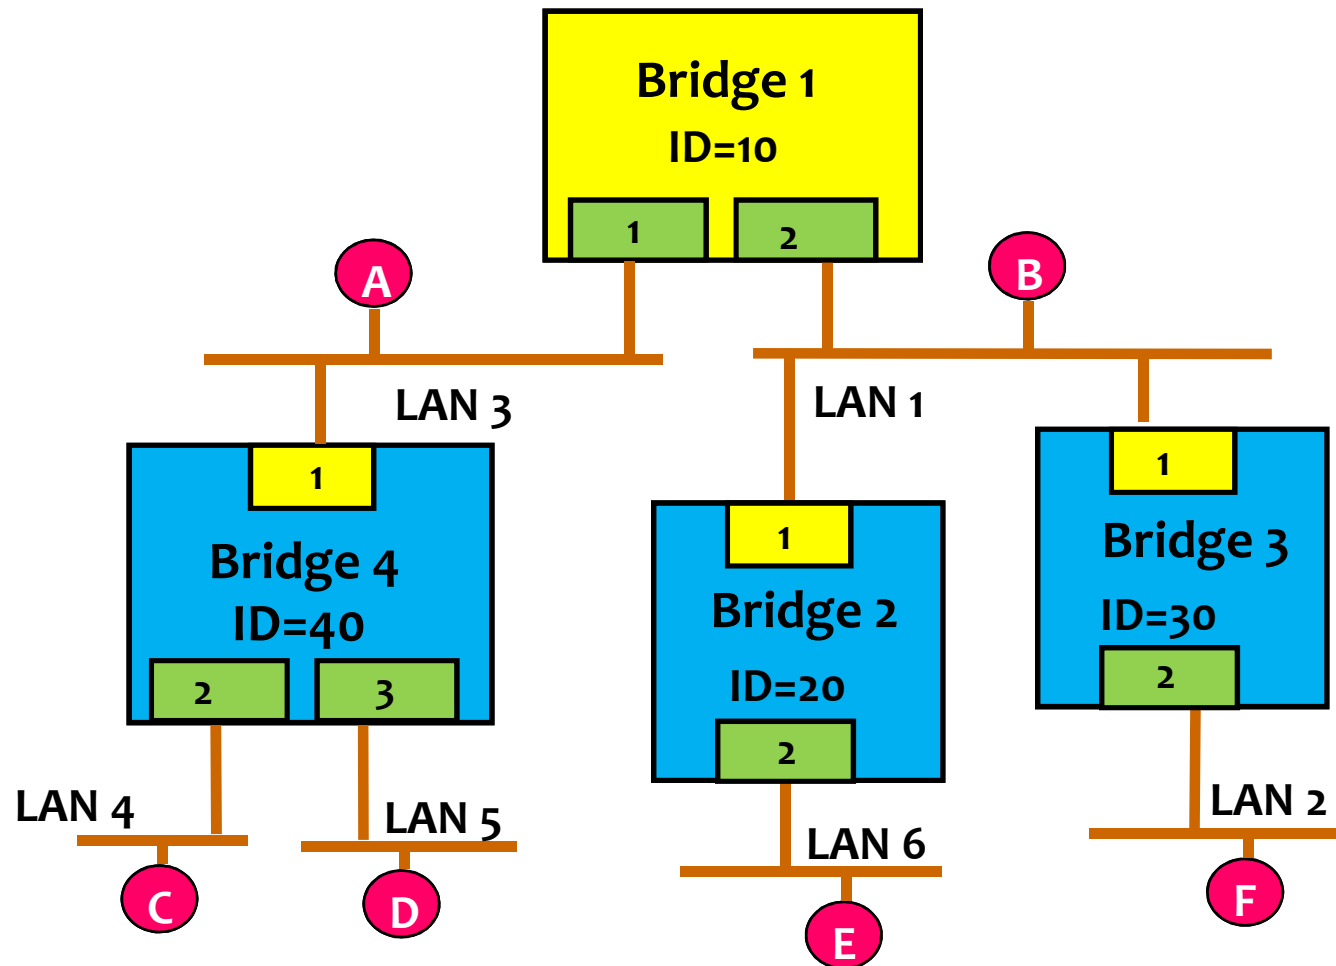 Bridge 1
ID=10
1
2
A
B
LAN 3
LAN 1
1
Bridge 4
ID=40
2
3
1
Bridge 2
ID=20
2
1
Bridge 3
ID=30
2
LAN 4
LAN 5
LAN 6
LAN 2
C
D
E
F